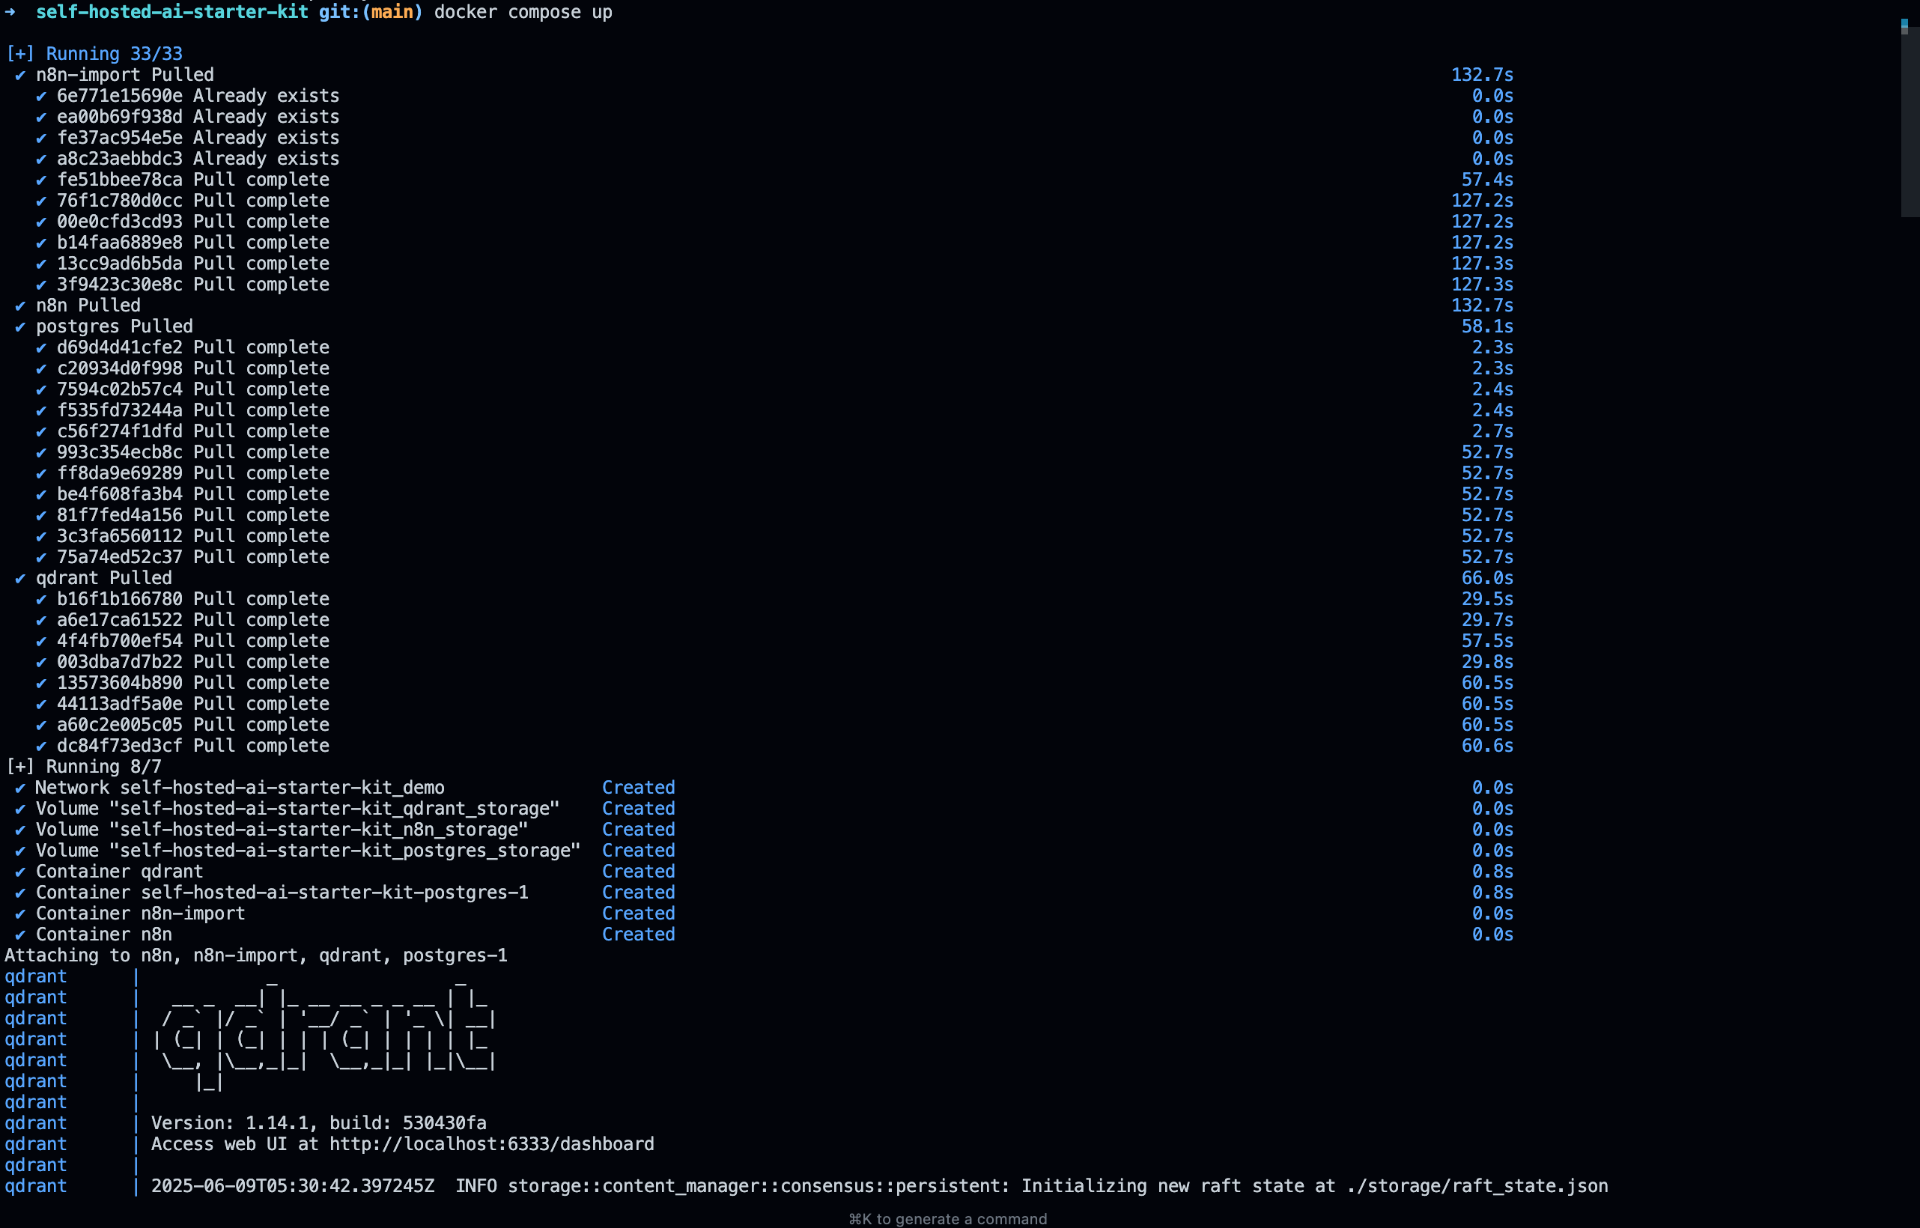 →  self-hosted-ai-starter-kit git:(main) docker compose up
[+] Running 33/33
✔ n8n-import Pulled 132.7s
✔ 6e771e15690e Already exists 0.0s
✔ ea00b69f938d Already exists 0.0s
✔ fe37ac954e5e Already exists 0.0s
✔ a8c23aebbdc3 Already exists 0.0s
✔ fe51bbee78ca Pull complete 57.4s
✔ 76f1c780d0cc Pull complete 127.2s
✔ 00e0cfd3cd93 Pull complete 127.2s
✔ b14faa6889e8 Pull complete 127.2s
✔ 13cc9ad6b5da Pull complete 127.3s
✔ 3f9423c30e8c Pull complete 127.3s
✔ n8n Pulled 132.7s
✔ postgres Pulled 58.1s
✔ d69d4d41cfe2 Pull complete 2.3s
✔ c20934d0f998 Pull complete 2.3s
✔ 7594c02b57c4 Pull complete 2.4s
✔ f535fd73244a Pull complete 2.4s
✔ c56f274f1dfd Pull complete 2.7s
✔ 993c354ecb8c Pull complete 52.7s
✔ ff8da9e69289 Pull complete 52.7s
✔ be4f608fa3b4 Pull complete 52.7s
✔ 81f7fed4a156 Pull complete 52.7s
✔ 3c3fa6560112 Pull complete 52.7s
✔ 75a74ed52c37 Pull complete 52.7s
✔ qdrant Pulled 66.0s
✔ b16f1b166780 Pull complete 29.5s
✔ a6e17ca61522 Pull complete 29.7s
✔ 4f4fb700ef54 Pull complete 57.5s
✔ 003dba7d7b22 Pull complete 29.8s
✔ 13573604b890 Pull complete 60.5s
✔ 44113adf5a0e Pull complete 60.5s
✔ a60c2e005c05 Pull complete 60.5s
✔ dc84f73ed3cf Pull complete 60.6s
[+] Running 8/7
✔ Network self-hosted-ai-starter-kit_demo Created 0.0s
✔ Volume "self-hosted-ai-starter-kit_qdrant_storage" Created 0.0s
✔ Volume "self-hosted-ai-starter-kit_n8n_storage" Created 0.0s
✔ Volume "self-hosted-ai-starter-kit_postgres_storage" Created 0.0s
✔ Container qdrant Created 0.8s
✔ Container self-hosted-ai-starter-kit-postgres-1 Created 0.8s
✔ Container n8n-import Created 0.0s
✔ Container n8n Created 0.0s
Attaching to n8n, n8n-import, qdrant, postgres-1
qdrant |            _                 _
qdrant |   __ _  __| |_ __ __ _ _ __ | |_
qdrant |  / _` |/ _` | '__/ _` | '_ \| __|
qdrant | | (_| | (_| | | | (_| | | | | |_
qdrant |  \__, |\__,_|_|  \__,_|_| |_|\__|
qdrant |     |_|
qdrant |
qdrant | Version: 1.14.1, build: 530430fa
qdrant | Access web UI at http://localhost:6333/dashboard
qdrant |
qdrant | 2025-06-09T05:30:42.397245Z  INFO storage::content_manager::consensus::persistent: Initializing new raft state at ./storage/raft_state.json
⌘K to generate a command